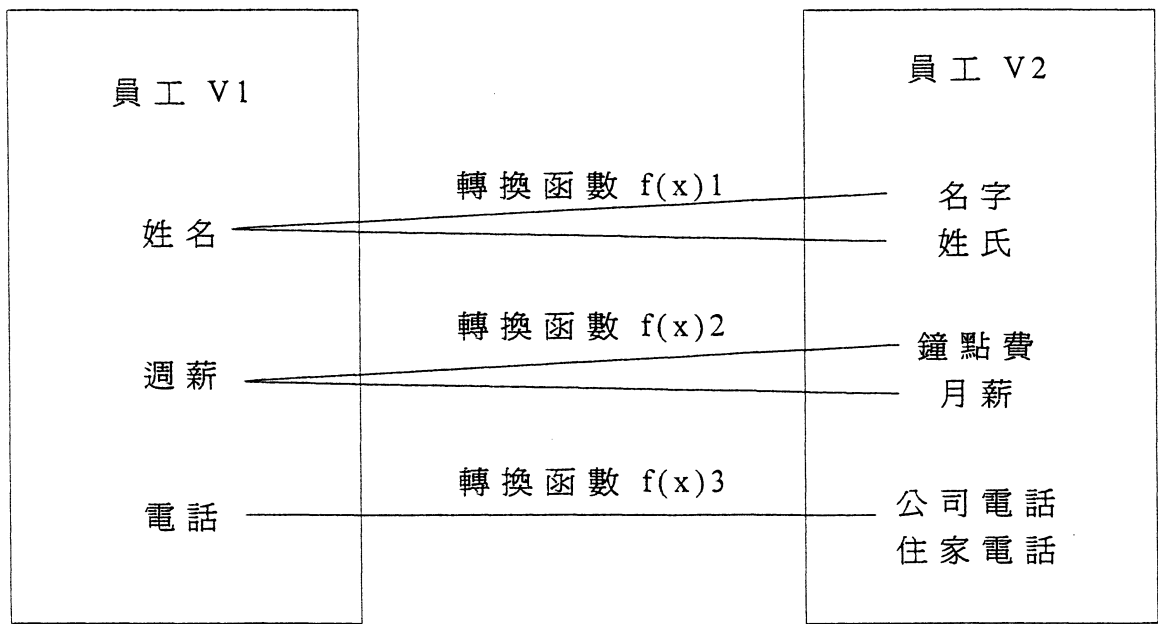 員工 V1
姓名
週薪
電話
轉換函數 f(x)1
轉換函數 f(x)2
轉換函數 f(x)3
員工 V2
名字
姓氏
鐘點費
月薪
公司電話
住家電話